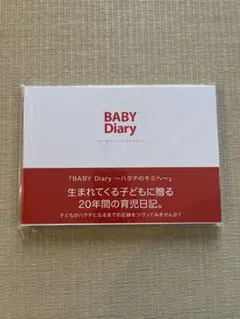 BABY
Diary
「BABY Diary 〜ハタチのキミへ〜」
生まれてくる子どもに贈る
20年間の育児日記。
子どもがハタチになるまでの記録をつづってみませんか？